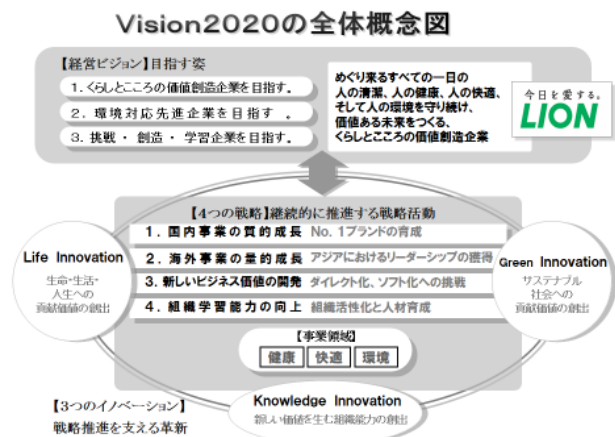 Vision2020の全体概念図
【経営ビジョン】目指す姿
1. くらしとこころの価値創造企業を目指す。
2. 環境対応先進企業を目指す 。
3. 挑戦・創造・学習企業を目指す。
めぐり来るすべての一日の
人の清潔、人の健康、人の快適、
そして人の環境を守り続け、
価値ある未来をつくる、
くらしとこころの価値創造企業
今日を愛する。
LION
【4つの戦略】継続的に推進する戦略活動
1. 国内事業の質的成長 No. 1ブランドの育成
2. 海外事業の量的成長 アジアにおけるリーダーシップの獲得
3. 新しいビジネス価値の開発 ダイレクト化、ソフト化への挑戦
4. 組織学習能力の向上 組織活性化と人材育成
Life Innovation
生命・生活・
人生への
貢献価値の創出
Green Innovation
サステナブル
社会への
貢献価値の創出
【事業領域】
健康 快適 環境
Knowledge Innovation
新しい価値を生む組織能力の創出
【3つのイノベーション】
戦略推進を支える革新